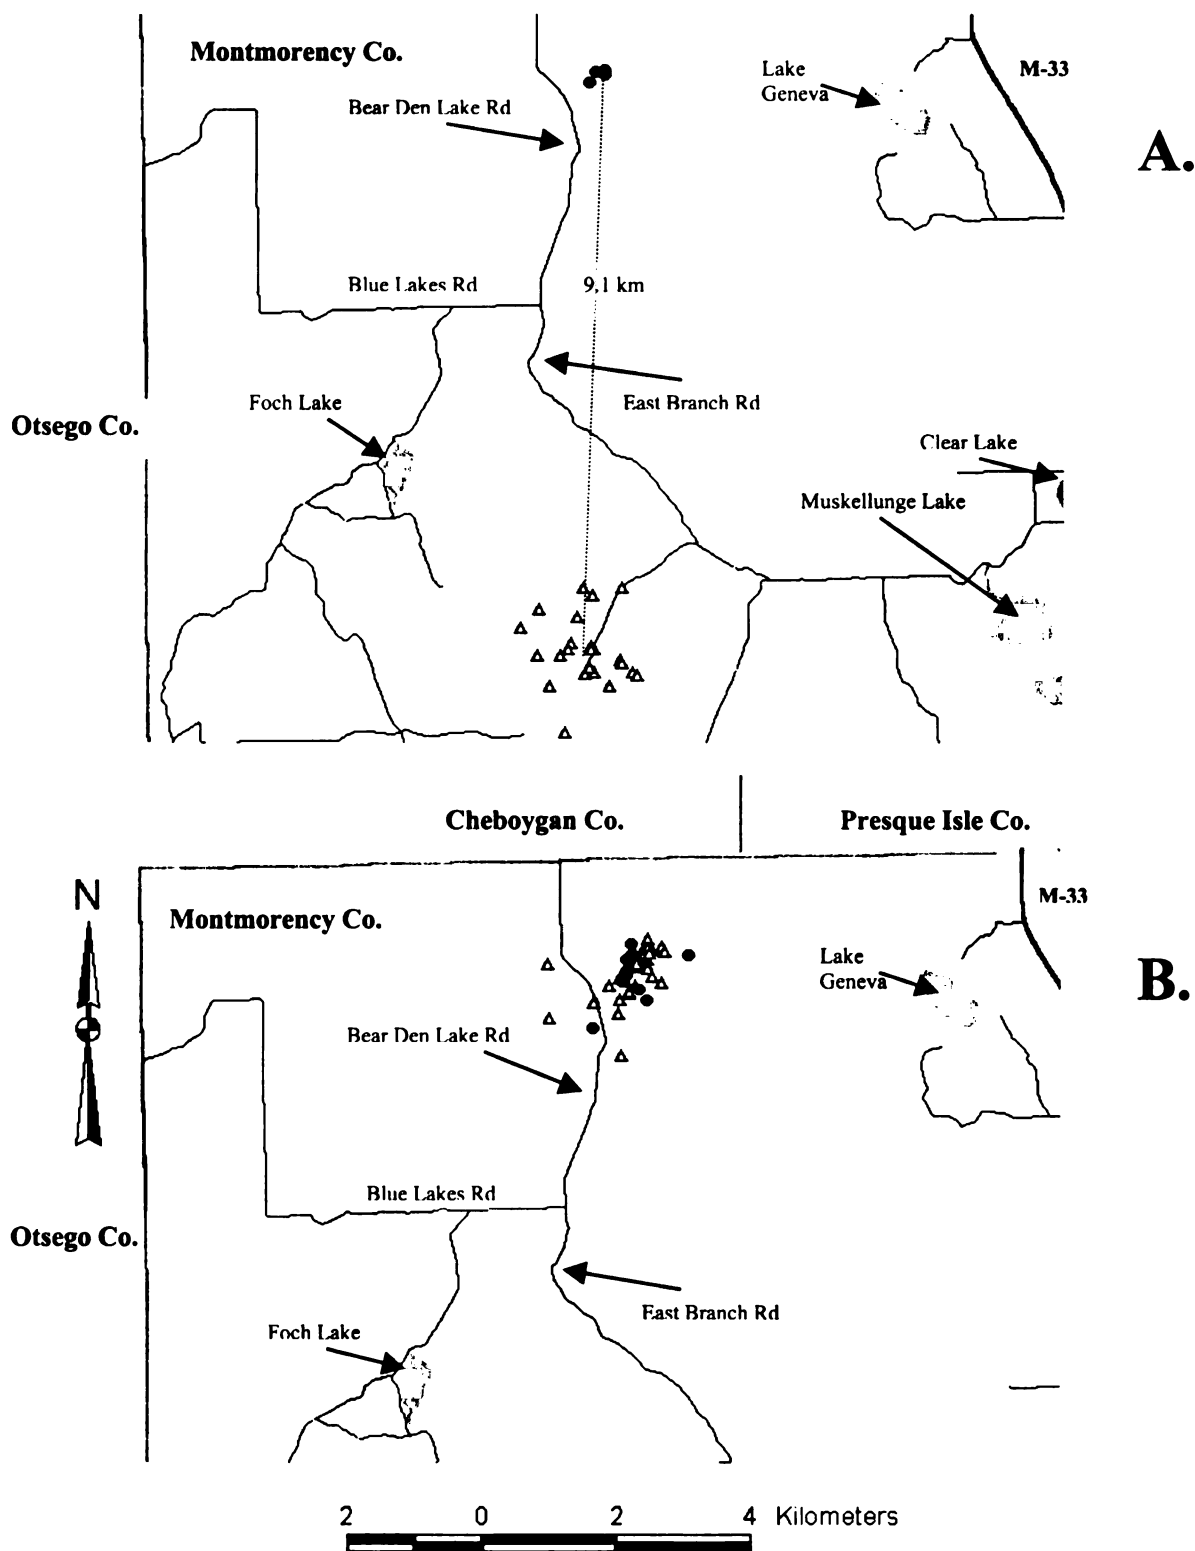 Montmorency Co.
Lake
Geneva
M-33
Bear Den Lake Rd
A.
Blue Lakes Rd
9,1 km
Foch Lake
East Branch Rd
Otsego Co.
Clear Lake
Muskellunge Lake
Cheboygan Co.
Presque Isle Co.
N
M-33
Montmorency Co.
Lake
Geneva
B.
Bear Den Lake Rd
Blue Lakes Rd
Otsego Co.
East Branch Rd
Foch Lake
2 0 2 4 Kilometers